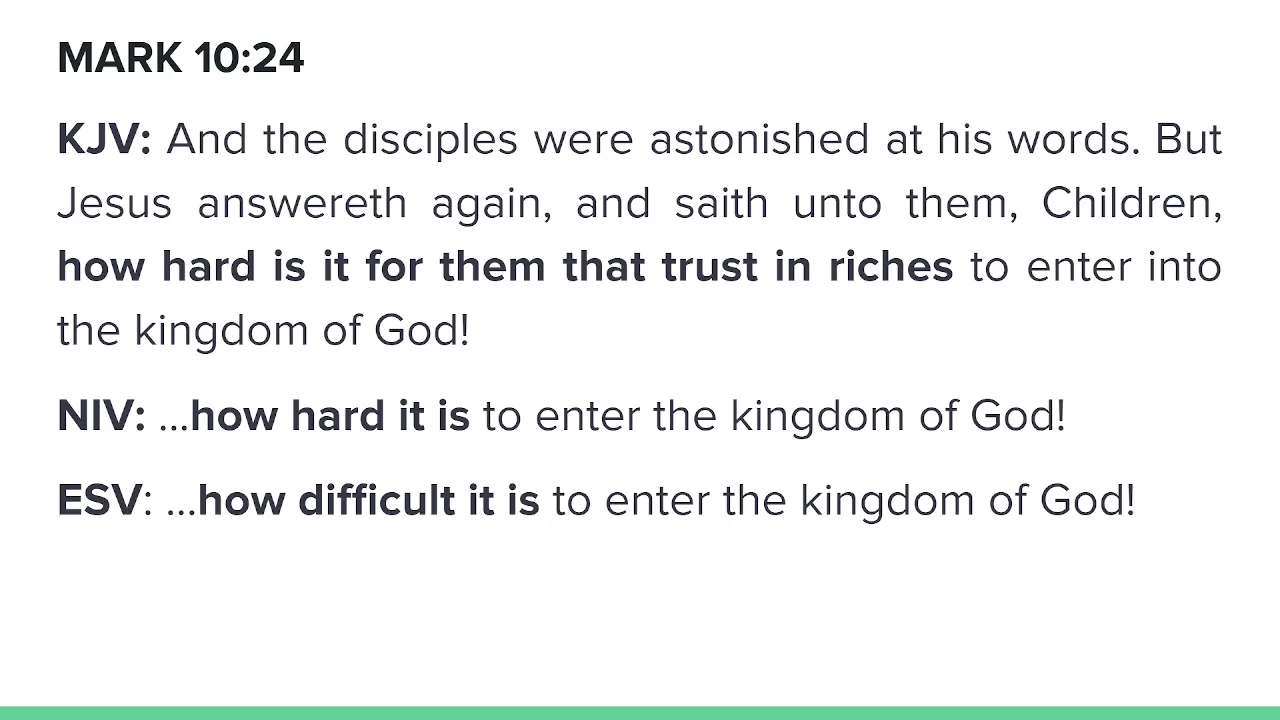 MARK 10:24
KJV: And the disciples were astonished at his words. But
Jesus answereth again, and saith unto them, Children,
how hard is it for them that trust in riches to enter into
the kingdom of God!
NIV: ...how hard it is to enter the kingdom of God!
ESV: ...how difficult it is to enter the kingdom of God!